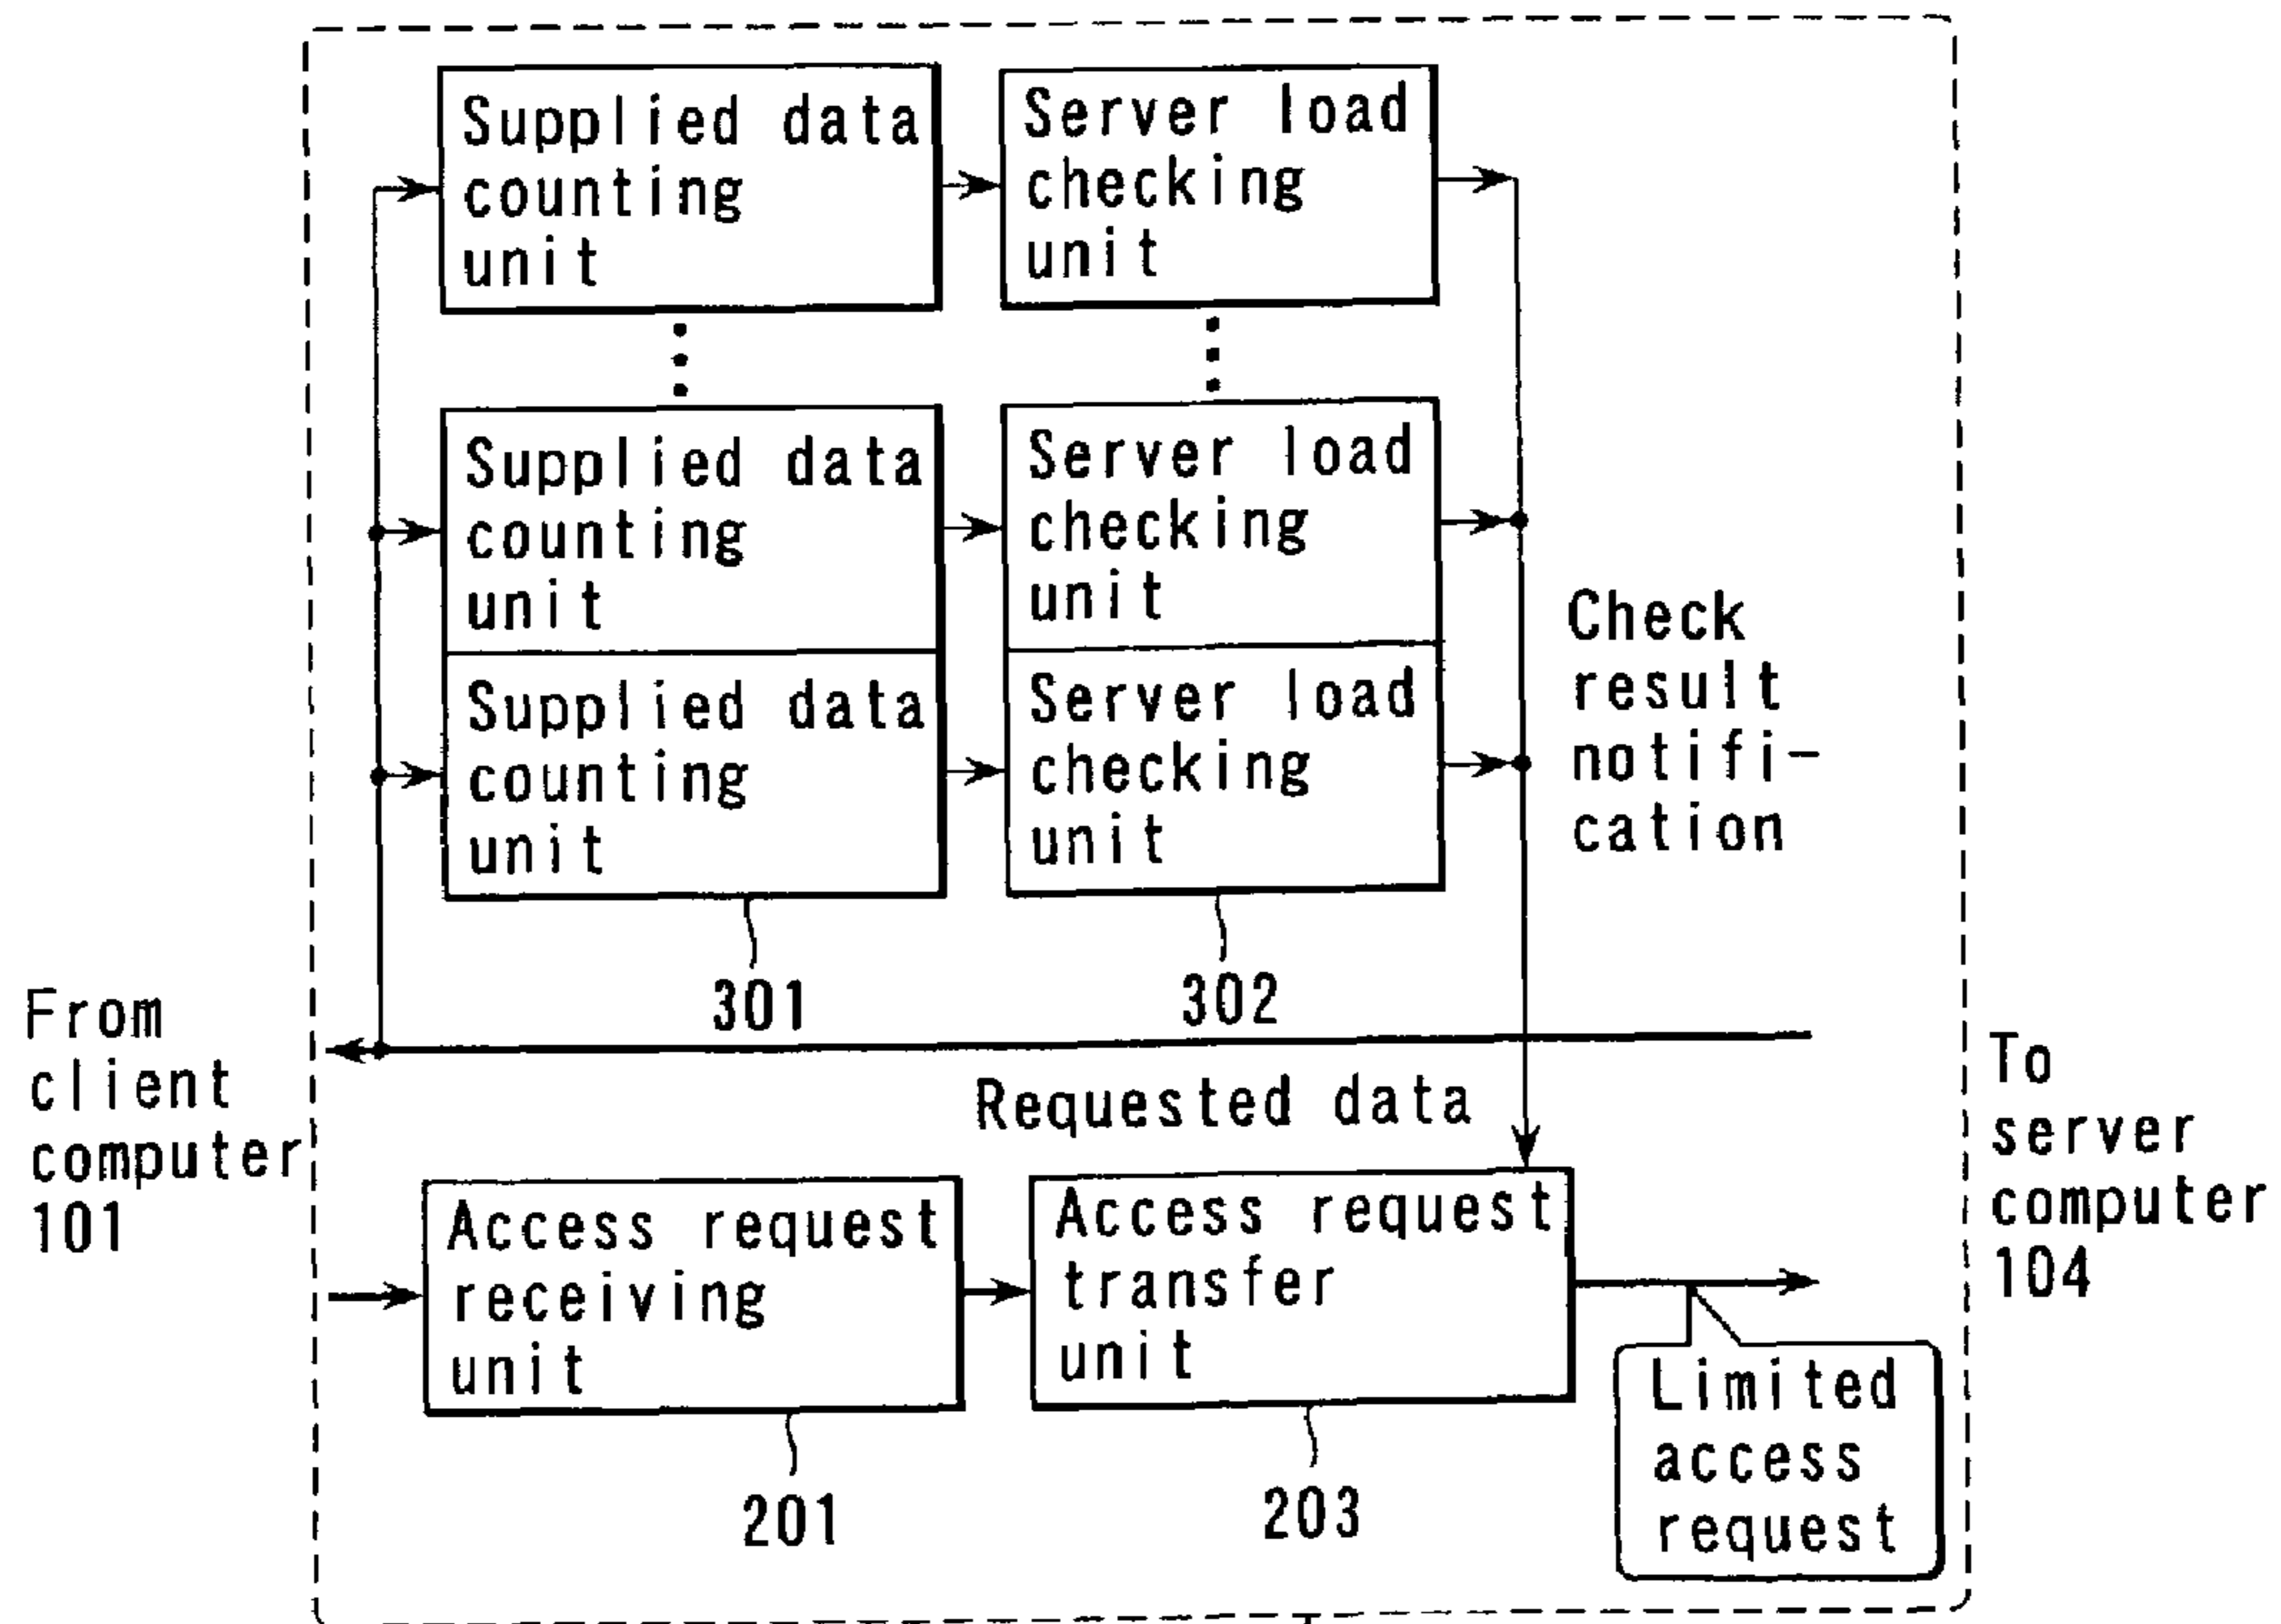 Supplied data
counting
unit
Server load
checking
unit
Supplied data
counting
unit
Server load
checking
unit
Supplied data
counting
unit
Server load
checking
unit
Check
result
notifi-
cation
301
302
From
client
computer
101
Requested data
To
server
computer
104
Access request
receiving
unit
Access request
transfer
unit
Limited
access
request
201
203